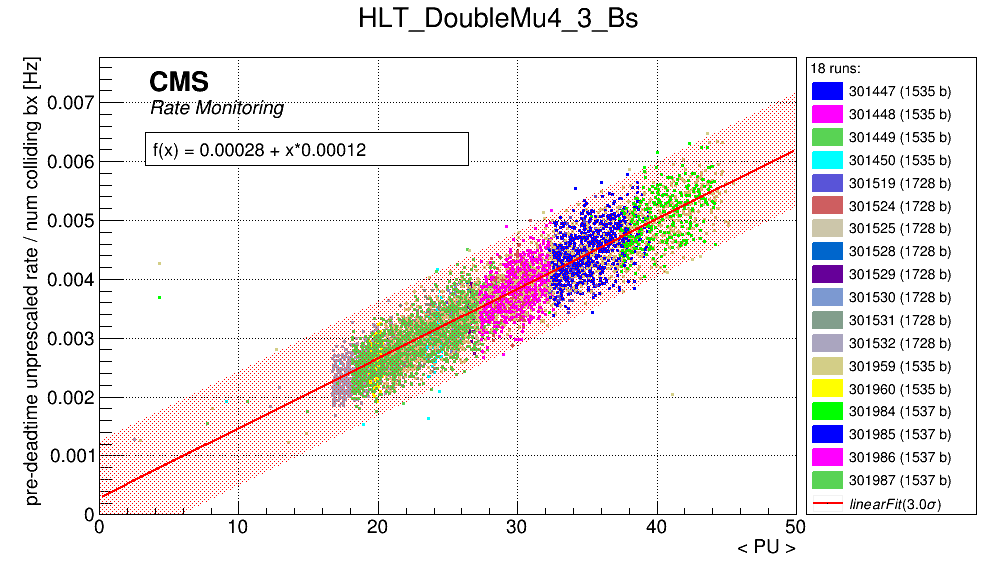 HLT_DoubleMu4_3_Bs
pre-deadtime unprescaled rate / num colliding bx [Hz]
CMS
Rate Monitoring
f(x) = 0.00028 + x*0.00012
0.007
0.006
0.005
0.004
0.003
0.002
0.001
0
0 10 20 30 40 50
< PU >
18 runs:
301447 (1535 b)
301448 (1535 b)
301449 (1535 b)
301450 (1535 b)
301519 (1728 b)
301524 (1728 b)
301525 (1728 b)
301528 (1728 b)
301529 (1728 b)
301530 (1728 b)
301531 (1728 b)
301532 (1728 b)
301959 (1535 b)
301960 (1535 b)
301984 (1537 b)
301985 (1537 b)
301986 (1537 b)
301987 (1537 b)
linearFit(3.0σ)